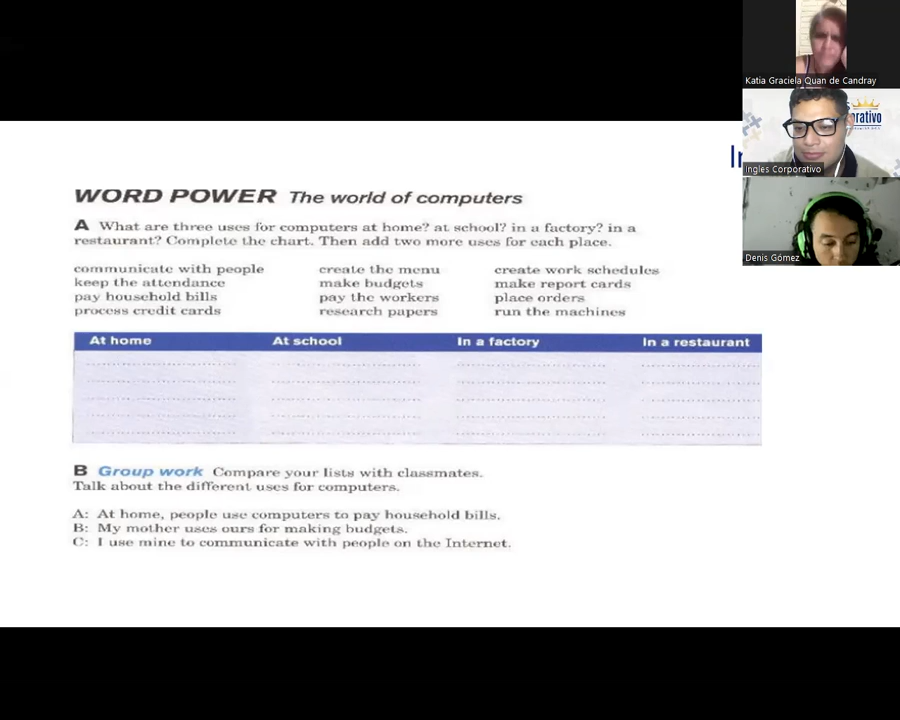 Katia Graciela Quan de Candray
orativo
Ingles Corporativo
Denis Gómez
WORD POWER The world of computers
A What are three uses for computers at home? at school? in a factory? in a
restaurant? Complete the chart. Then add two more uses for each place.
communicate with people create the menu create work schedules
keep the attendance make budgets make report cards
pay household bills pay the workers place orders
process credit cards research papers run the machines
At home At school In a factory In a restaurant
B Group work Compare your lists with classmates.
Talk about the different uses for computers.
A: At home, people use computers to pay household bills.
B: My mother uses ours for making budgets.
C: I use mine to communicate with people on the Internet.